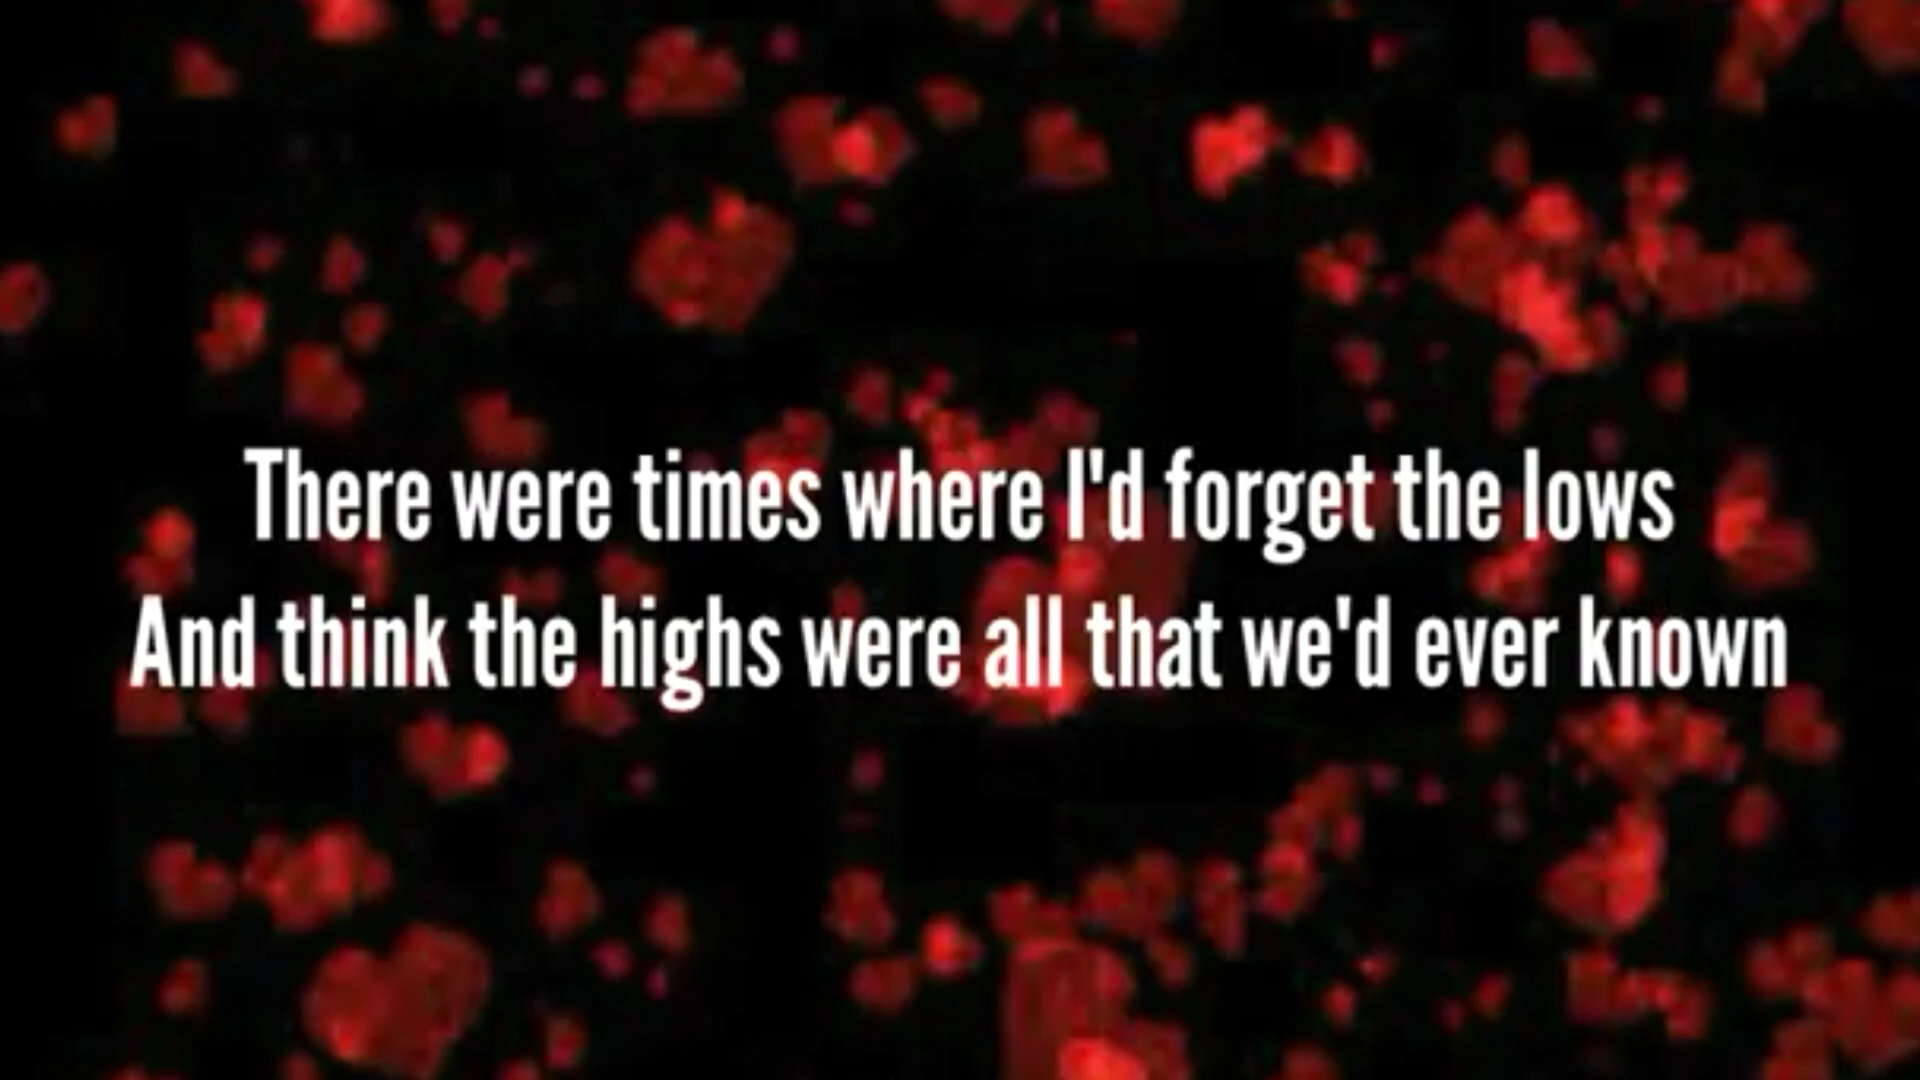 There were times where I'd forget the lows
And think the highs were all that we'd ever known